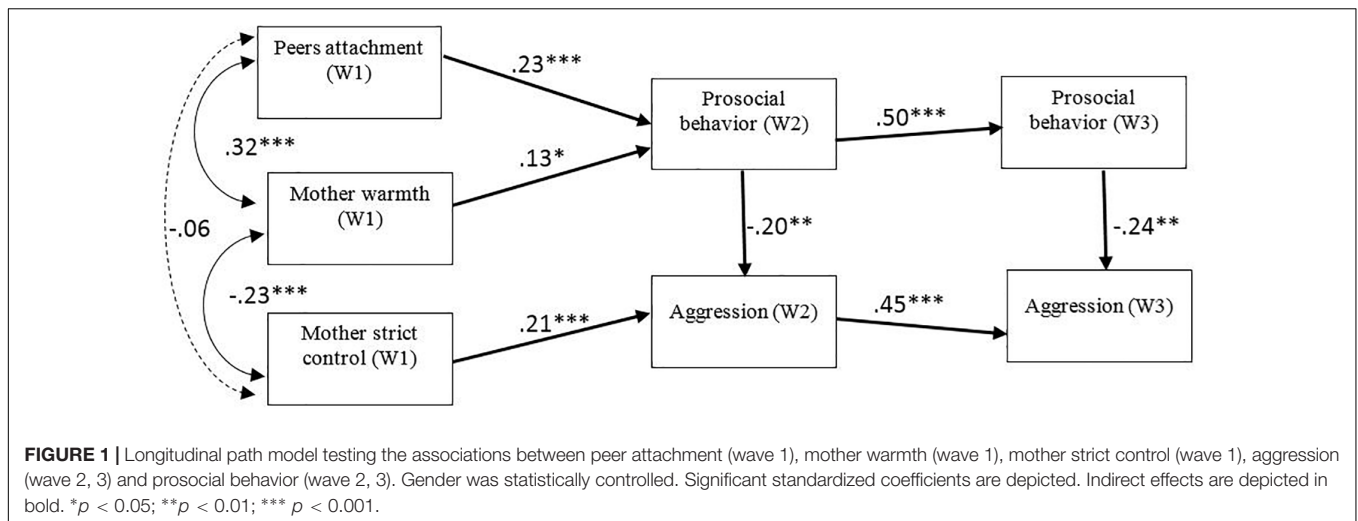 Peers attachment
(W1)
.23***
Prosocial
behavior (W2)
.50***
Prosocial
behavior (W3)
.32***
.13*
Mother warmth
(W1)
-.06
-.20**
-.24**
-.23***
Mother strict
control (W1)
.21***
Aggression (W2)
.45***
Aggression (W3)
FIGURE 1 | Longitudinal path model testing the associations between peer attachment (wave 1), mother warmth (wave 1), mother strict control (wave 1), aggression
(wave 2, 3) and prosocial behavior (wave 2, 3). Gender was statistically controlled. Significant standardized coefficients are depicted. Indirect effects are depicted in
bold. *p < 0.05; **p < 0.01; *** p < 0.001.